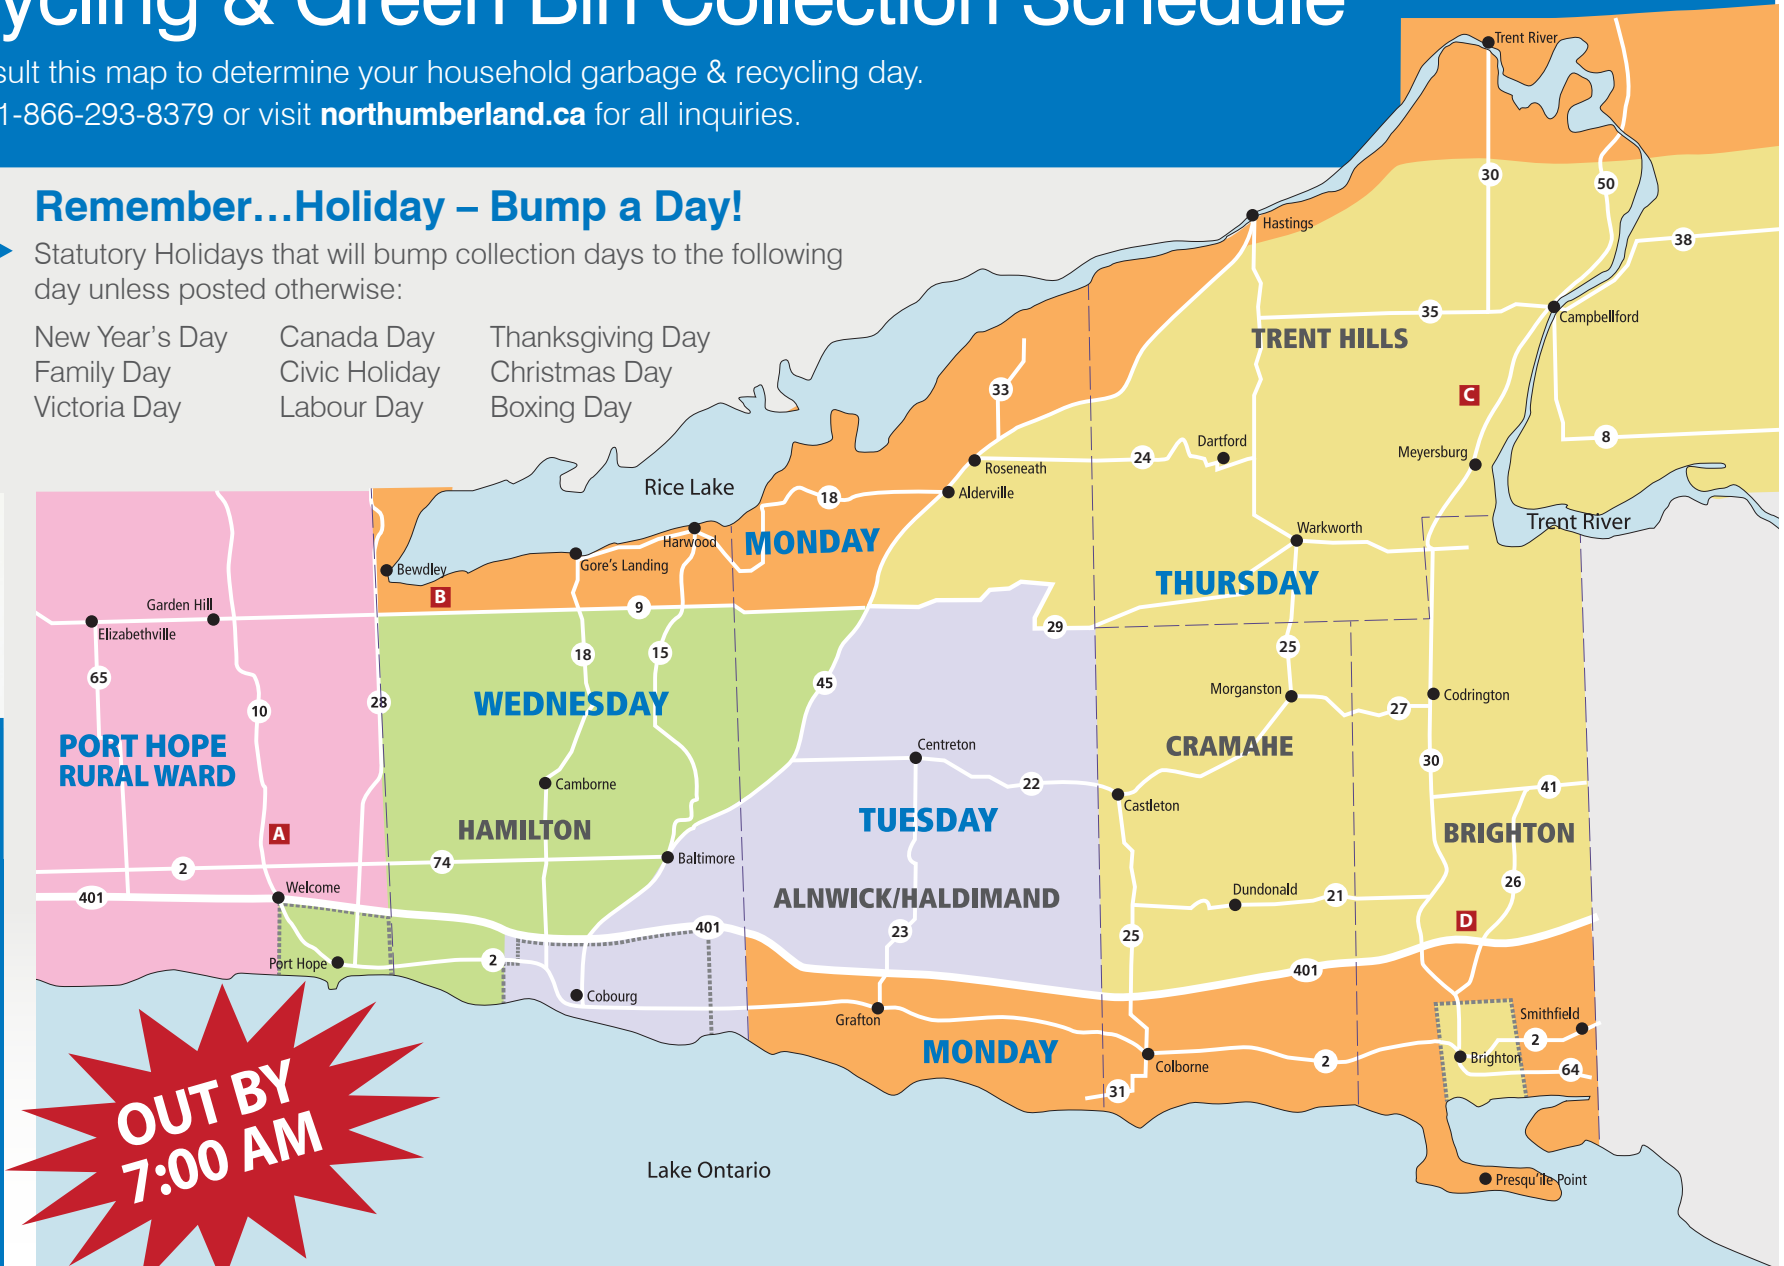 ycling & Green Bin Collection Schedule
sult this map to determine your household garbage & recycling day.
1-866-293-8379 or visit northumberland.ca for all inquiries.
Remember…Holiday – Bump a Day!
Statutory Holidays that will bump collection days to the following
day unless posted otherwise:
New Year's Day
Family Day
Victoria Day
Canada Day
Civic Holiday
Labour Day
Thanksgiving Day
Christmas Day
Boxing Day
Trent River
30
50
38
Hastings
35
Campbellford
TRENT HILLS
33
C
8
Dartford
24
Meyersburg
Roseneath
Alderville
Rice Lake
18
Trent River
Warkworth
Harwood
MONDAY
Gore's Landing
Bewdley
B
THURSDAY
Garden Hill
9
Elizabethville
29
65
18
15
45
25
28
10
WEDNESDAY
Morganston
27
Codrington
PORT HOPE
RURAL WARD
Centreton
CRAMAHE
30
Camborne
22
41
Castleton
TUESDAY
A
HAMILTON
BRIGHTON
2
74
Baltimore
Welcome
401
ALNWICK/HALDIMAND
Dundonald
21
26
D
401
23
25
Port Hope
2
401
Cobourg
Grafton
Smithfield
2
MONDAY
Colborne
2
Brighton
64
31
OUT BY
7:00 AM
Lake Ontario
Presqu'ile Point